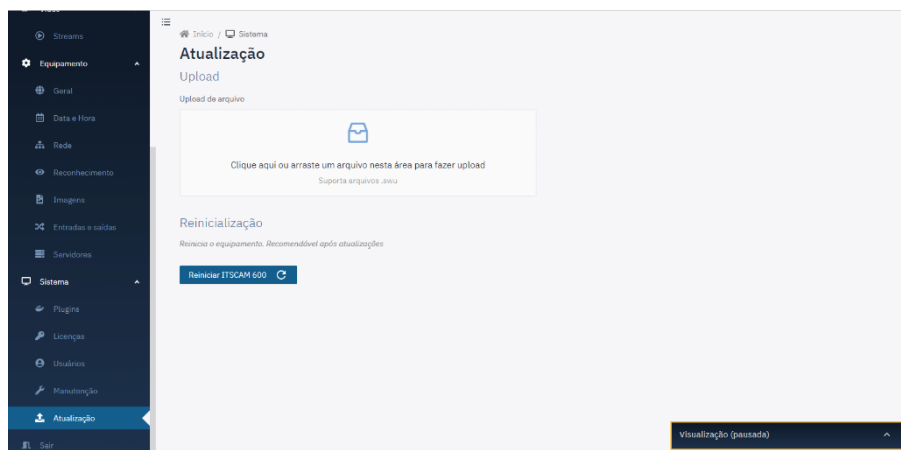 Streams
Equipamento
Geral
Data e Hora
Rede
Reconhecimento
Imagens
Entradas e saídas
Servidores
Sistema
Plugins
Licenças
Usuários
Manutenção
Atualização
Sair
Início / Sistema
Atualização
Upload
Upload de arquivo
Clique aqui ou arraste um arquivo nesta área para fazer upload
Suporta arquivos .swu
Reinicialização
Reinicia o equipamento. Recomendável após atualizações
Reiniciar ITSCAM 600
Visualização (pausada)